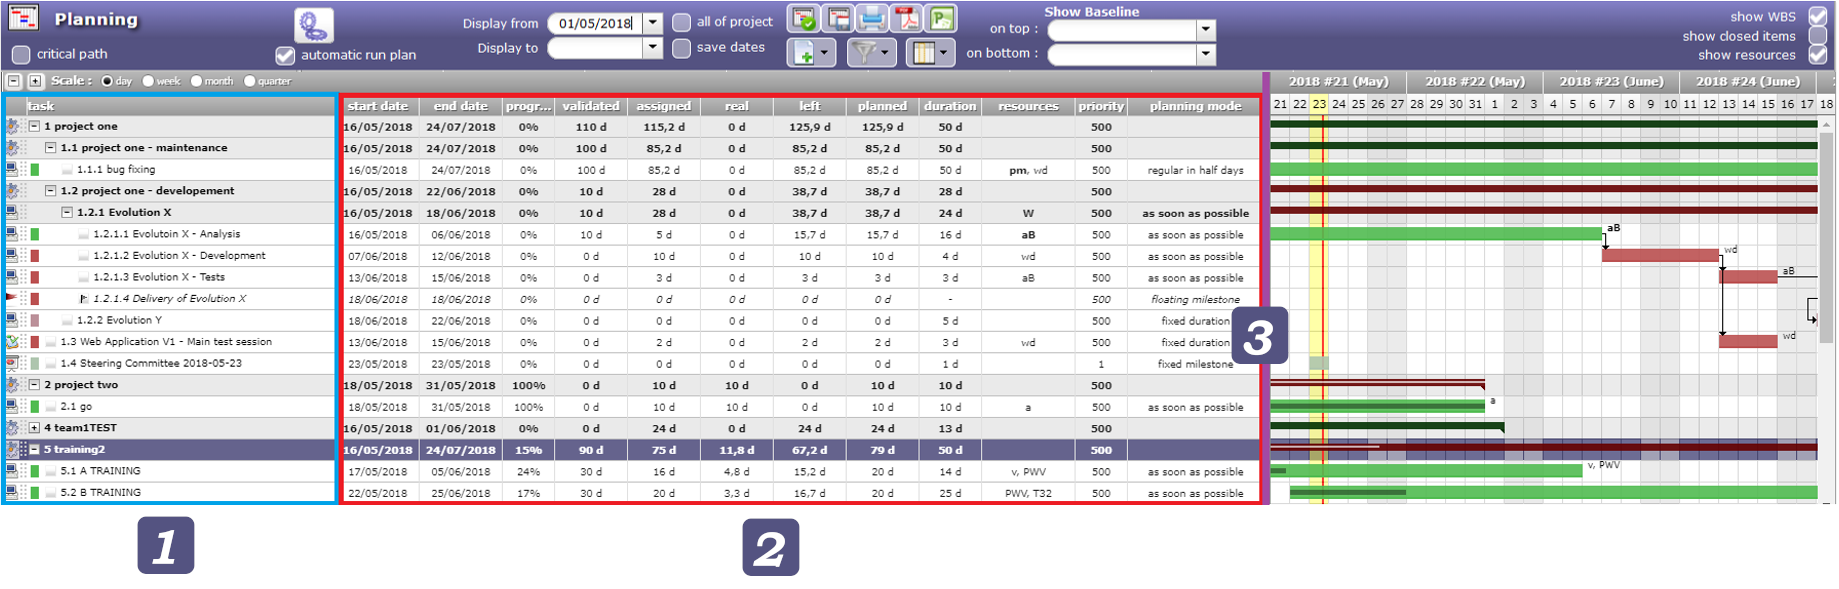 Planning
critical path
automatic run plan
Display from 01/05/2018
Display to
all of project
save dates
Show Baseline
on top :
on bottom :
show WBS
show closed items
show resources
Scale : day week month quarter
2018 #21 (May) 2018 #22 (May) 2018 #23 (June) 2018 #24 (June)
task start date end date progr... validated assigned real left planned duration resources priority planning mode
21 22 23 24 25 26 27 28 29 30 31 1 2 3 4 5 6 7 8 9 10 11 12 13 14 15 16 17 18
1 project one 16/05/2018 24/07/2018 0% 110 d 115,2 d 0 d 125,9 d 125,9 d 50 d 500
1.1 project one - maintenance 16/05/2018 24/07/2018 0% 100 d 85,2 d 0 d 85,2 d 85,2 d 50 d 500
1.1.1 bug fixing 16/05/2018 24/07/2018 0% 100 d 85,2 d 0 d 85,2 d 85,2 d 50 d pm, wd 500 regular in half days
1.2 project one - developement 16/05/2018 22/06/2018 0% 10 d 28 d 0 d 38,7 d 38,7 d 28 d 500
1.2.1 Evolution X 16/05/2018 18/06/2018 0% 10 d 28 d 0 d 38,7 d 38,7 d 24 d W 500 as soon as possible
1.2.1.1 Evolutoin X - Analysis 16/05/2018 06/06/2018 0% 10 d 5 d 0 d 15,7 d 15,7 d 16 d aB 500 as soon as possible aB
1.2.1.2 Evolution X - Development 07/06/2018 12/06/2018 0% 0 d 10 d 0 d 10 d 10 d 4 d wd 500 as soon as possible wd
1.2.1.3 Evolution X - Tests 13/06/2018 15/06/2018 0% 0 d 3 d 0 d 3 d 3 d 3 d aB 500 as soon as possible aB
1.2.1.4 Delivery of Evolution X 18/06/2018 18/06/2018 0% 0 d 0 d 0 d 0 d 0 d - 500 floating milestone
1.2.2 Evolution Y 18/06/2018 22/06/2018 0% 0 d 0 d 0 d 0 d 0 d 5 d 500 fixed duration
1.3 Web Application V1 - Main test session 13/06/2018 15/06/2018 0% 0 d 2 d 0 d 2 d 2 d 3 d wd 500 fixed duration wd
1.4 Steering Committee 2018-05-23 23/05/2018 23/05/2018 0% 0 d 0 d 0 d 0 d 0 d 1 d 1 fixed milestone
2 project two 18/05/2018 31/05/2018 100% 0 d 10 d 10 d 0 d 10 d 10 d 500
2.1 go 18/05/2018 31/05/2018 100% 0 d 10 d 10 d 0 d 10 d 10 d a 500 as soon as possible a
4 team1TEST 16/05/2018 01/06/2018 0% 0 d 24 d 0 d 24 d 24 d 13 d 500
5 training2 16/05/2018 24/07/2018 15% 90 d 75 d 11,8 d 67,2 d 79 d 50 d 500
5.1 A TRAINING 17/05/2018 05/06/2018 24% 30 d 16 d 4,8 d 15,2 d 20 d 14 d v, PWV 500 as soon as possible v, PWV
5.2 B TRAINING 22/05/2018 25/06/2018 17% 30 d 20 d 3,3 d 16,7 d 20 d 25 d PWV, T32 500 as soon as possible
1
2
3